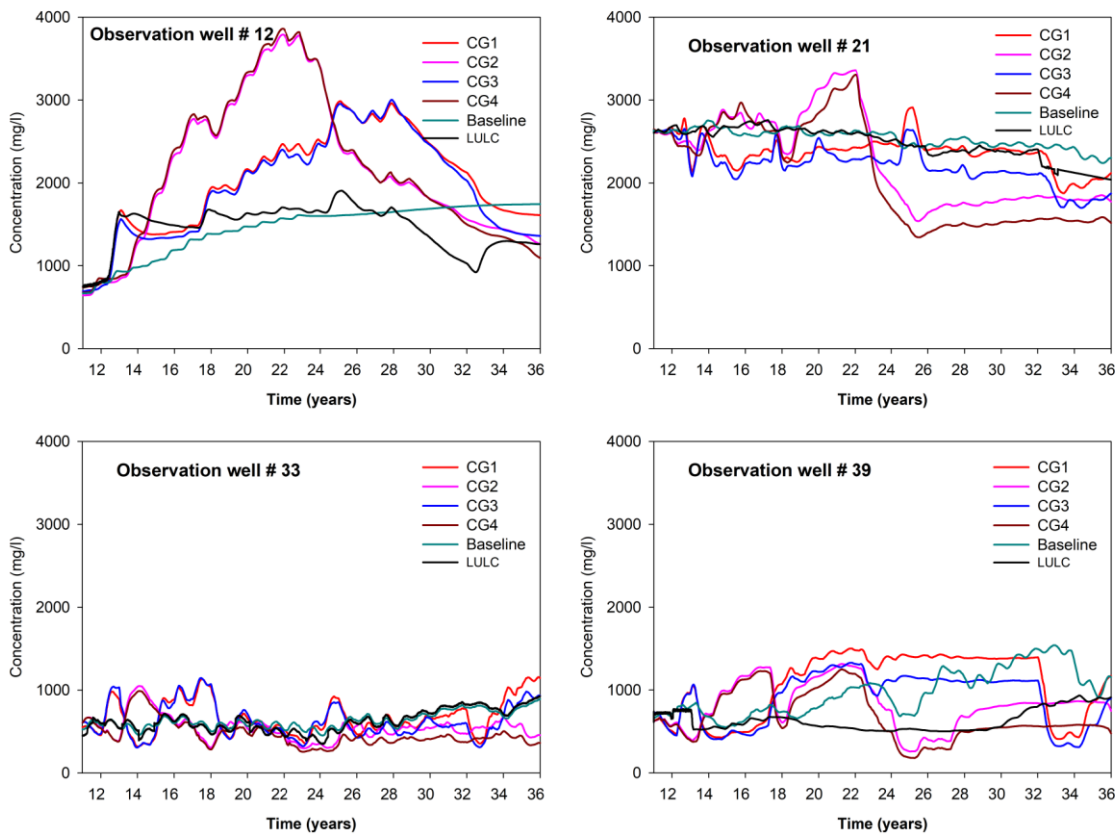 Observation well # 12
Concentration (mg/l)
4000
3000
2000
1000
0
CG1
CG2
CG3
CG4
Baseline
LULC
12 14 16 18 20 22 24 26 28 30 32 34 36
Time (years)
Observation well # 21
Concentration (mg/l)
4000
3000
2000
1000
0
CG1
CG2
CG3
CG4
Baseline
LULC
12 14 16 18 20 22 24 26 28 30 32 34 36
Time (years)
Observation well # 33
Concentration (mg/l)
4000
3000
2000
1000
0
CG1
CG2
CG3
CG4
Baseline
LULC
12 14 16 18 20 22 24 26 28 30 32 34 36
Time (years)
Observation well # 39
Concentration (mg/l)
4000
3000
2000
1000
0
CG1
CG2
CG3
CG4
Baseline
LULC
12 14 16 18 20 22 24 26 28 30 32 34 36
Time (years)